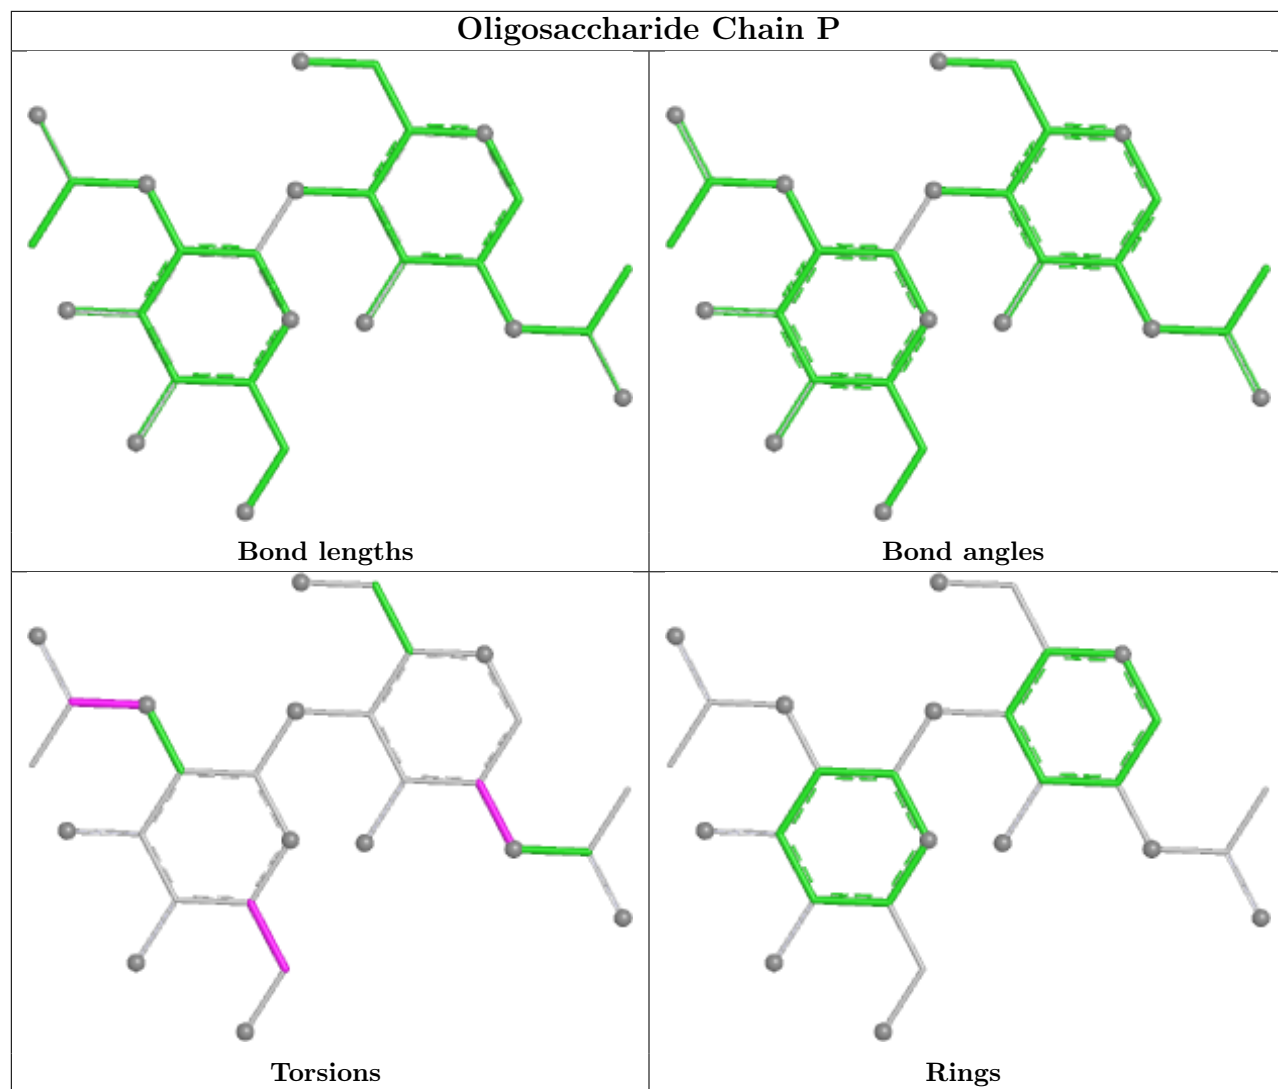 Oligosaccharide Chain P
Bond lengths
Bond angles
Torsions
Rings